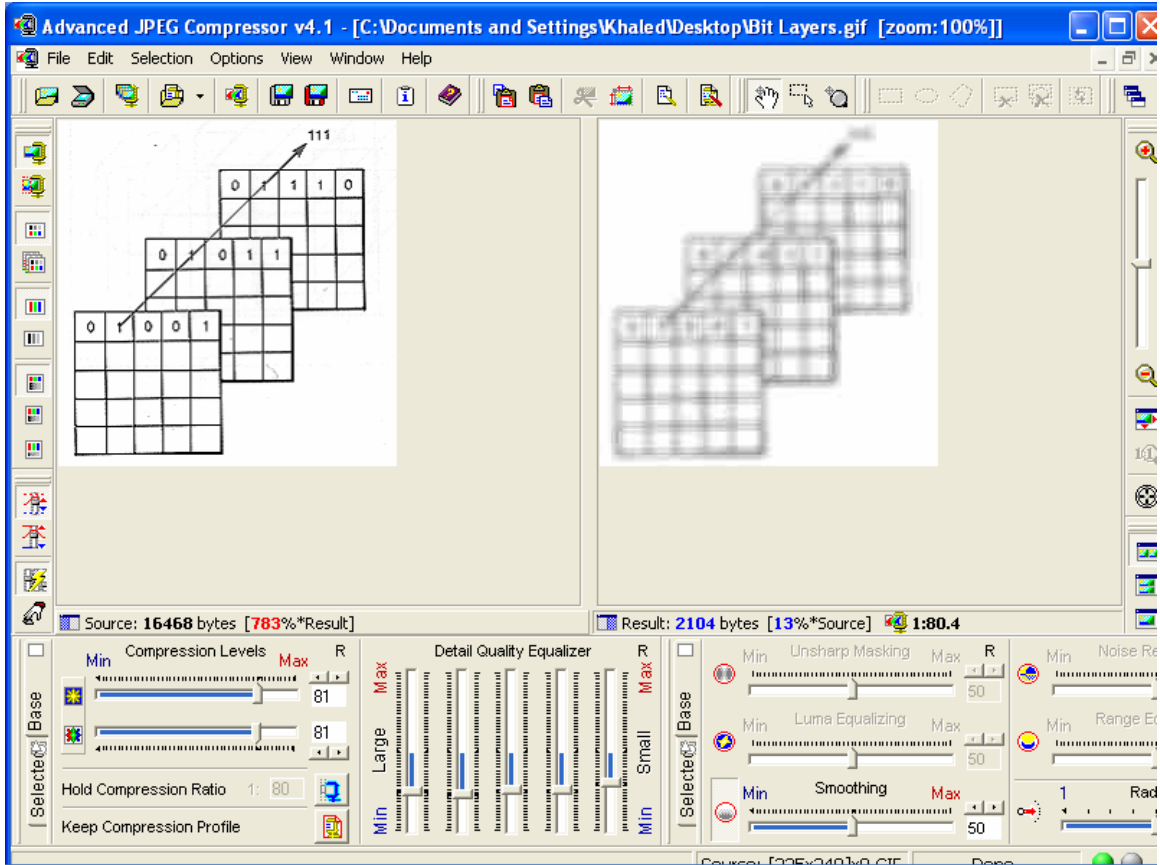 Advanced JPEG Compressor v4.1 - [C:\Documents and Settings\Khaled\Desktop\Bit Layers.gif [zoom:100%]]
File Edit Selection Options View Window Help
111
0 1 1 1 0
0 1 0 1 1
0 1 0 0 1
Source: 16468 bytes [783%*Result]
Result: 2104 bytes [13%*Source] 1:80.4
Compression Levels
Min Max R
81
81
Hold Compression Ratio 1: 80
Keep Compression Profile
Selected Base
Detail Quality Equalizer R
Max Large Min
Max Small Min
Selected Base
Min Unsharp Masking Max R
50
Min Luma Equalizing Max
50
Min Smoothing Max
50
Min Noise Re
Min Range Eq
1 Rad
Done